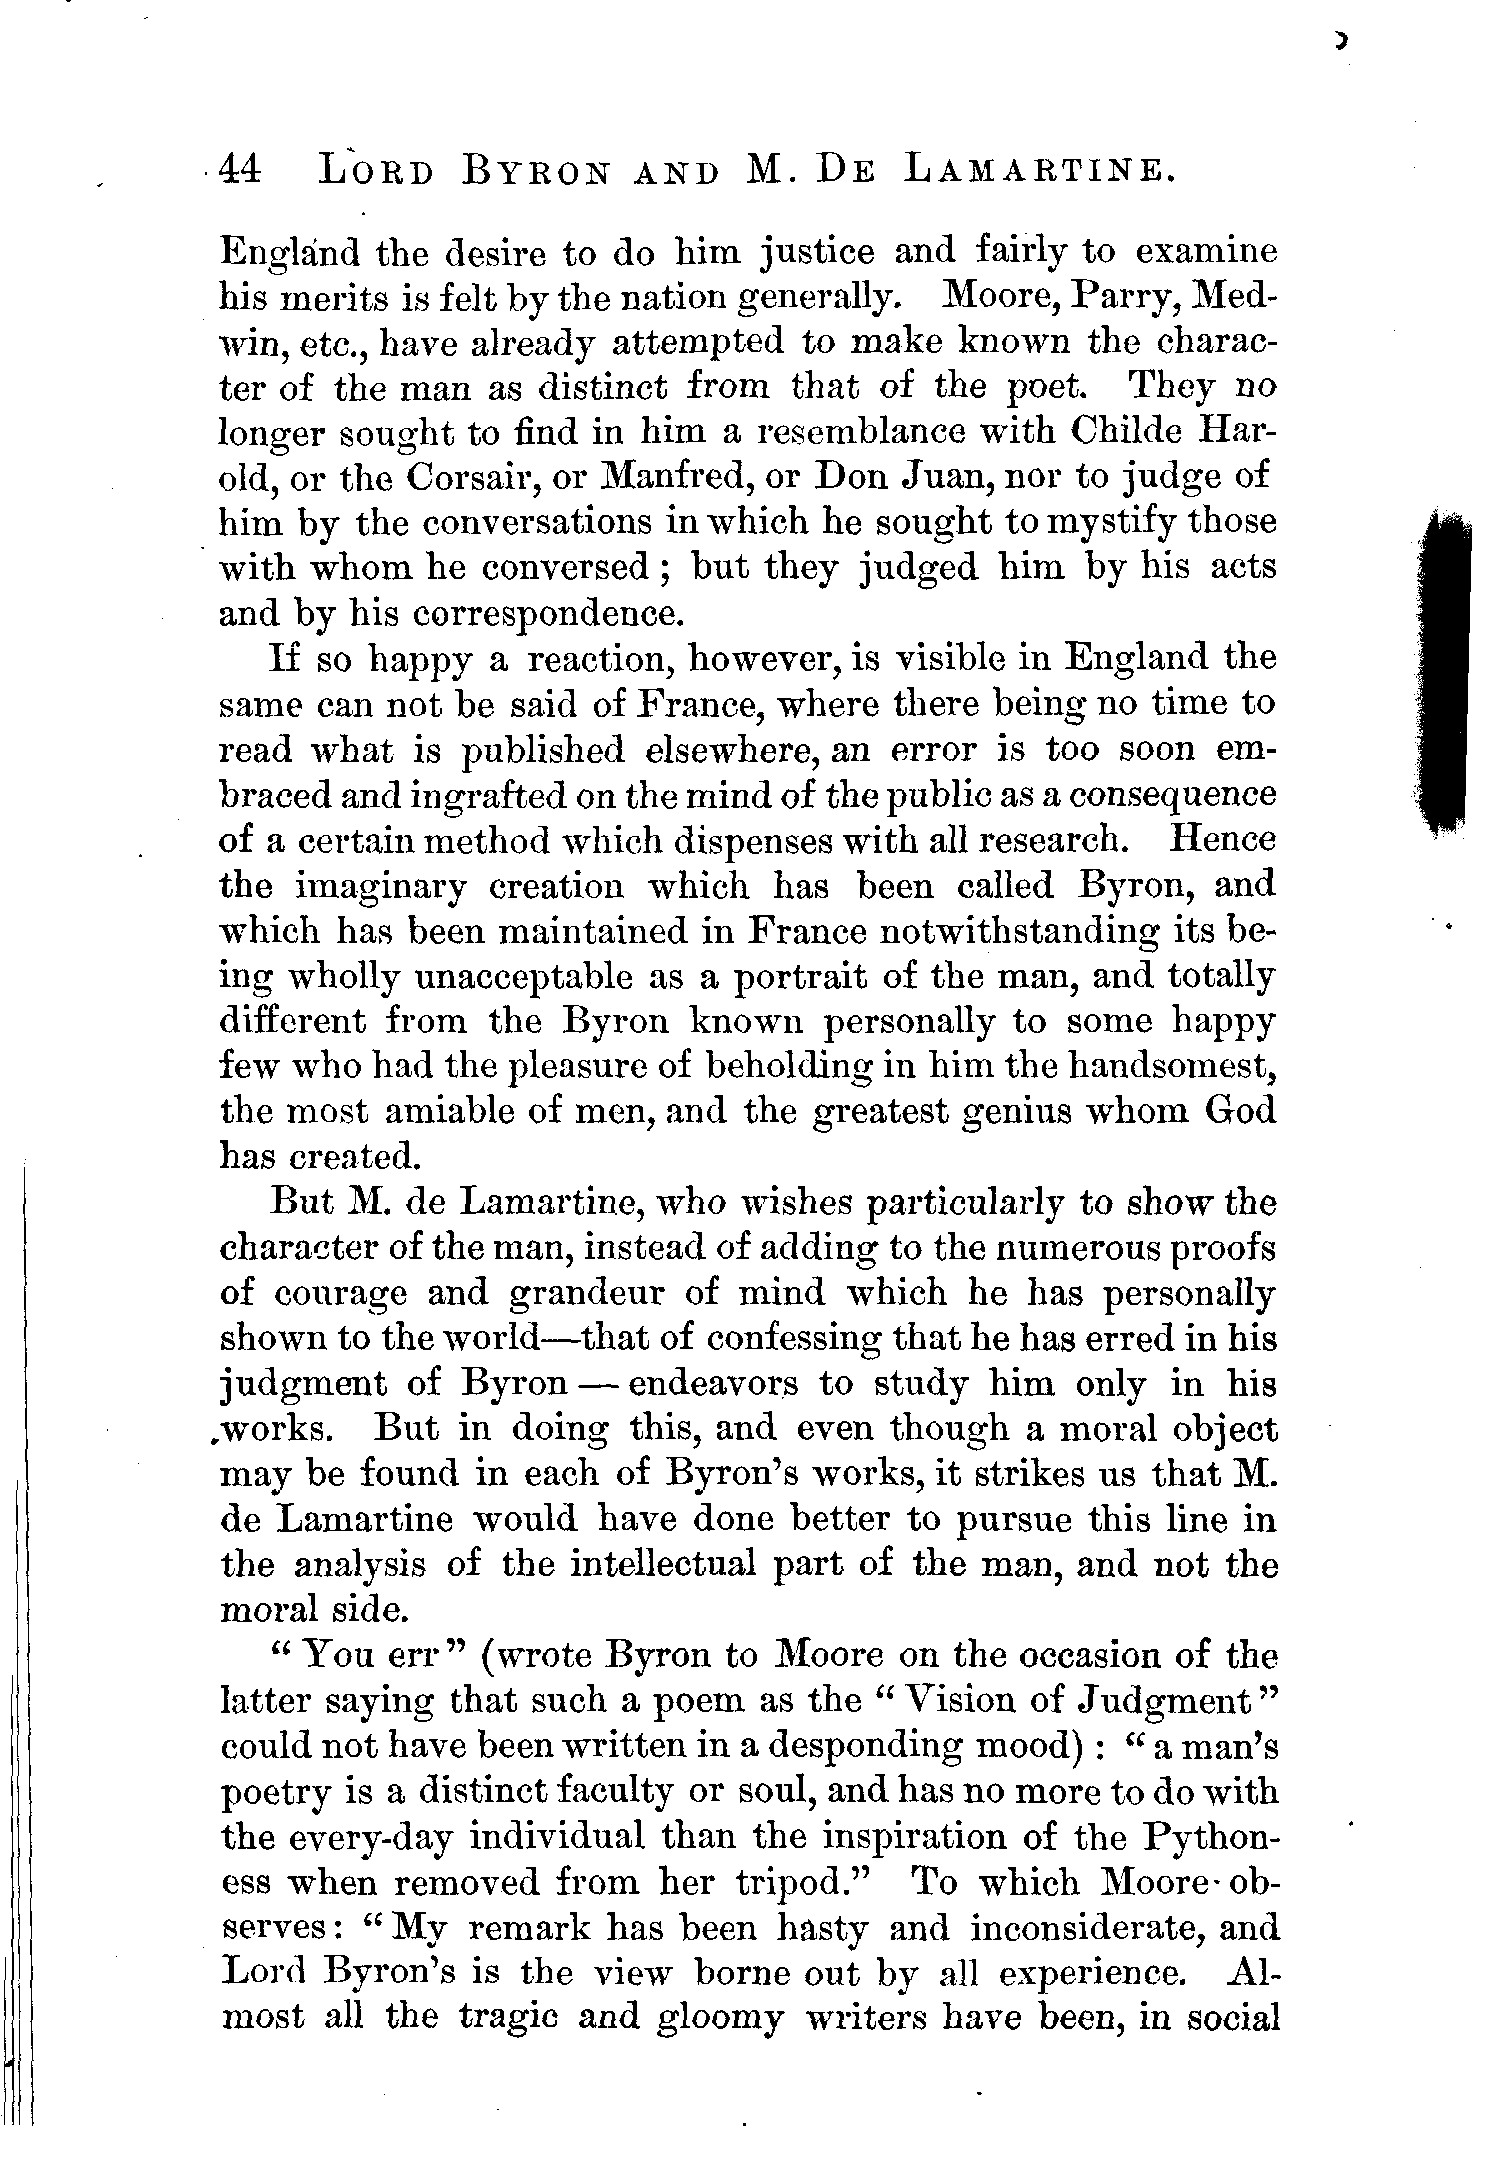 44 LORD BYRON AND M. DE LAMARTINE.
England the desire to do him justice and fairly to examine
his merits is felt by the nation generally. Moore, Parry, Med-
win, etc., have already attempted to make known the charac-
ter of the man as distinct from that of the poet. They no
longer sought to find in him a resemblance with Childe Har-
old, or the Corsair, or Manfred, or Don Juan, nor to judge of
him by the conversations in which he sought to mystify those
with whom he conversed; but they judged him by his acts
and by his correspondence.
If so happy a reaction, however, is visible in England the
same can not be said of France, where there being no time to
read what is published elsewhere, an error is too soon em-
braced and ingrafted on the mind of the public as a consequence
of a certain method which dispenses with all research. Hence
the imaginary creation which has been called Byron, and
which has been maintained in France notwithstanding its be-
ing wholly unacceptable as a portrait of the man, and totally
different from the Byron known personally to some happy
few who had the pleasure of beholding in him the handsomest,
the most amiable of men, and the greatest genius whom God
has created.
But M. de Lamartine, who wishes particularly to show the
character of the man, instead of adding to the numerous proofs
of courage and grandeur of mind which he has personally
shown to the world—that of confessing that he has erred in his
judgment of Byron — endeavors to study him only in his
works. But in doing this, and even though a moral object
may be found in each of Byron's works, it strikes us that M.
de Lamartine would have done better to pursue this line in
the analysis of the intellectual part of the man, and not the
moral side.
"You err" (wrote Byron to Moore on the occasion of the
latter saying that such a poem as the "Vision of Judgment"
could not have been written in a desponding mood): "a man's
poetry is a distinct faculty or soul, and has no more to do with
the every-day individual than the inspiration of the Python-
ess when removed from her tripod." To which Moore ob-
serves: "My remark has been hasty and inconsiderate, and
Lord Byron's is the view borne out by all experience. Al-
most all the tragic and gloomy writers have been, in social